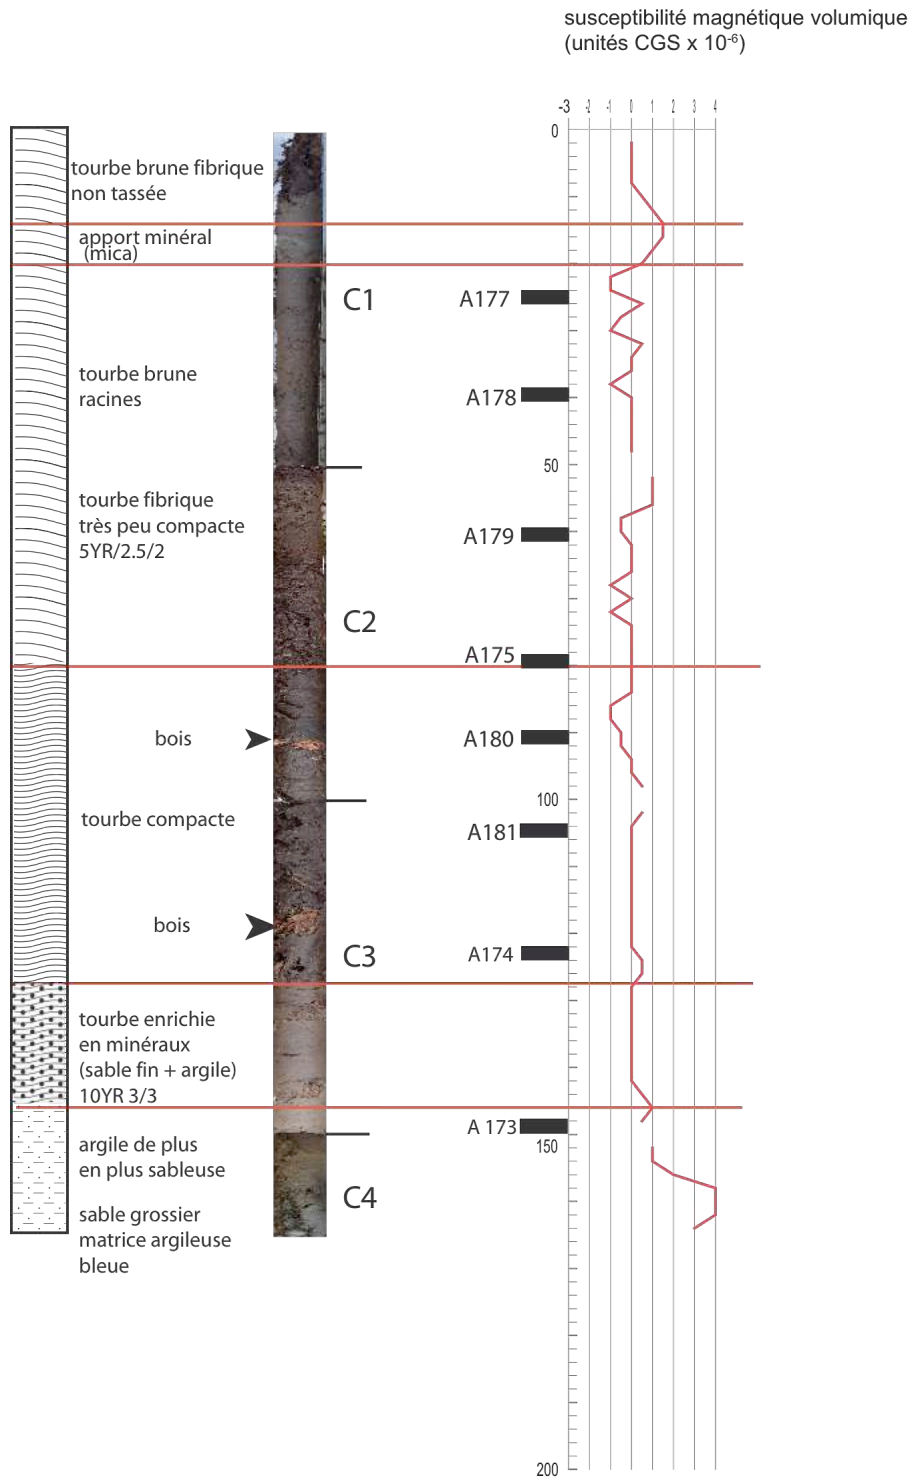 susceptibilité magnétique volumique
(unités CGS x 10-6)
-3 -2 -1 0 1 2 3 4
0
tourbe brune fibrique
non tassée
apport minéral
(mica)
C1
A177
tourbe brune
racines
A178
50
tourbe fibrique
très peu compacte
5YR/2.5/2
A179
C2
A175
bois
A180
100
tourbe compacte
A181
bois
C3
A174
tourbe enrichie
en minéraux
(sable fin + argile)
10YR 3/3
A 173
150
argile de plus
en plus sableuse
C4
sable grossier
matrice argileuse
bleue
200